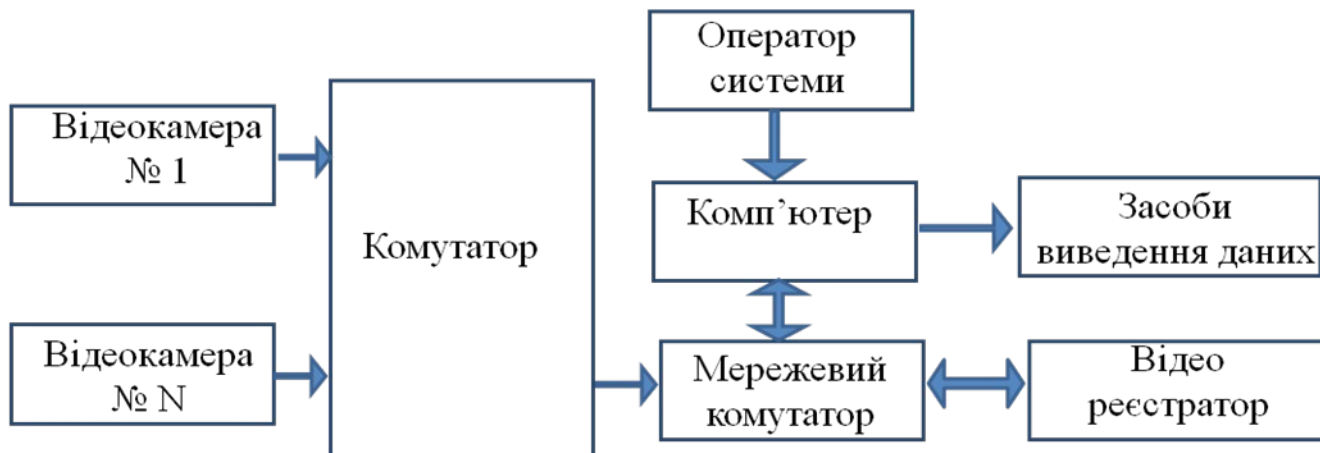 Оператор
системи
Відеокамера
№ 1
Комутатор
Комп’ютер
Засоби
виведення даних
Відеокамера
№ N
Мережевий
комутатор
Відео
реєстратор